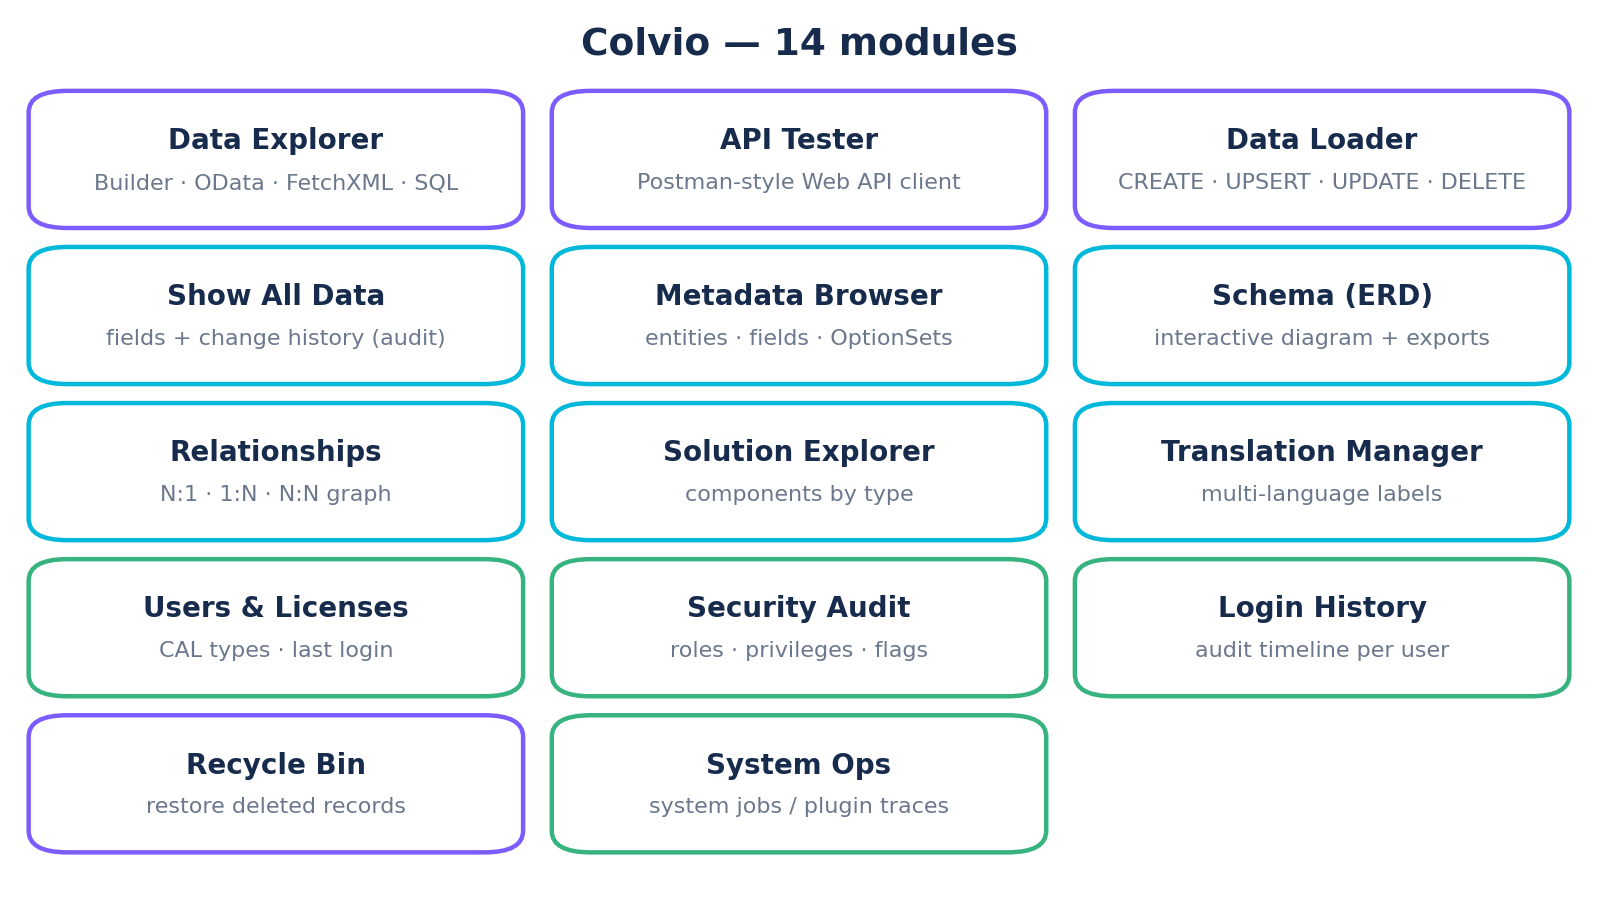 Colvio — 14 modules
Data Explorer
Builder · OData · FetchXML · SQL
API Tester
Postman-style Web API client
Data Loader
CREATE · UPSERT · UPDATE · DELETE
Show All Data
fields + change history (audit)
Metadata Browser
entities · fields · OptionSets
Schema (ERD)
interactive diagram + exports
Relationships
N:1 · 1:N · N:N graph
Solution Explorer
components by type
Translation Manager
multi-language labels
Users & Licenses
CAL types · last login
Security Audit
roles · privileges · flags
Login History
audit timeline per user
Recycle Bin
restore deleted records
System Ops
system jobs / plugin traces